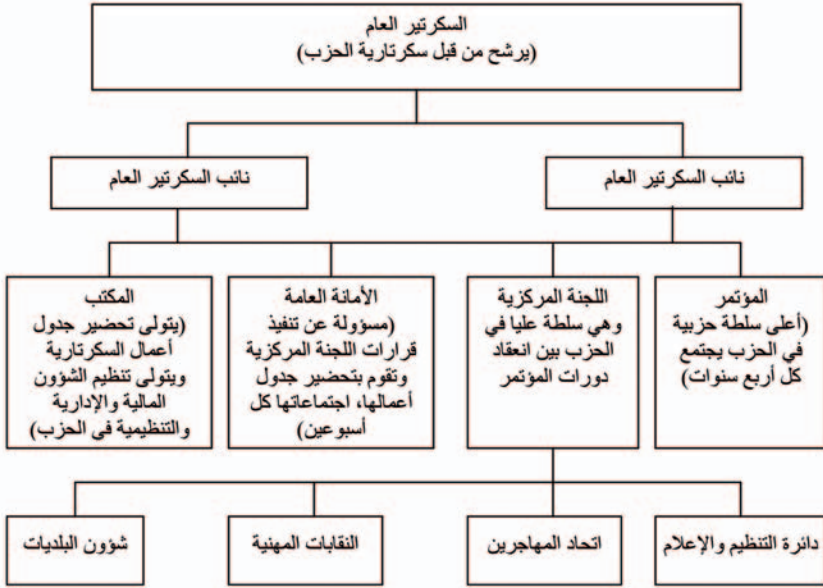 السكرتير العام
(يرشح من قبل سكرتارية الحزب)
نائب السكرتير العام
نائب السكرتير العام
المؤتمر
(أعلى سلطة حزبية
في الحزب يجتمع
كل أربع سنوات)
اللجنة المركزية
وهي سلطة عليا في
الحزب بين انعقاد
دورات المؤتمر
الأمانة العامة
(مسؤولة عن تنفيذ
قرارات اللجنة المركزية
وتقوم بتحضير جدول
أعمالها، اجتماعاتها كل
أسبوعين)
المكتب
(يتولى تحضير جدول
أعمال السكرتارية
ويتولى تنظيم الشؤون
المالية والإدارية
والتنظيمية في الحزب)
دائرة التنظيم والإعلام
اتحاد المهاجرين
النقابات المهنية
شؤون البلديات